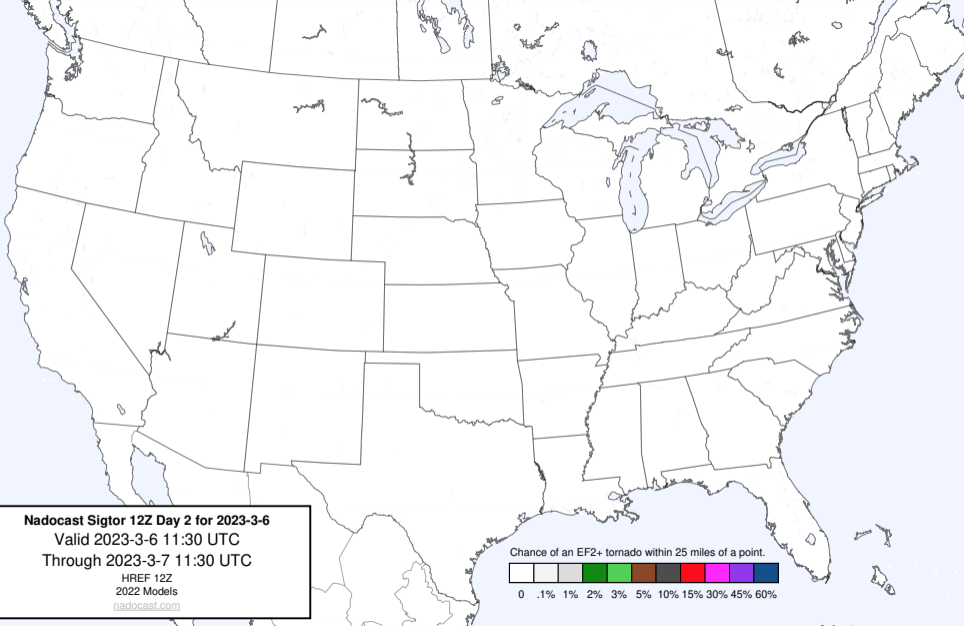 Nadocast Sigtor 12Z Day 2 for 2023-3-6
Valid 2023-3-6 11:30 UTC
Through 2023-3-7 11:30 UTC
HREF 12Z
2022 Models
nadocast.com
Chance of an EF2+ tornado within 25 miles of a point.
0 .1% 1% 2% 3% 5% 10% 15% 30% 45% 60%